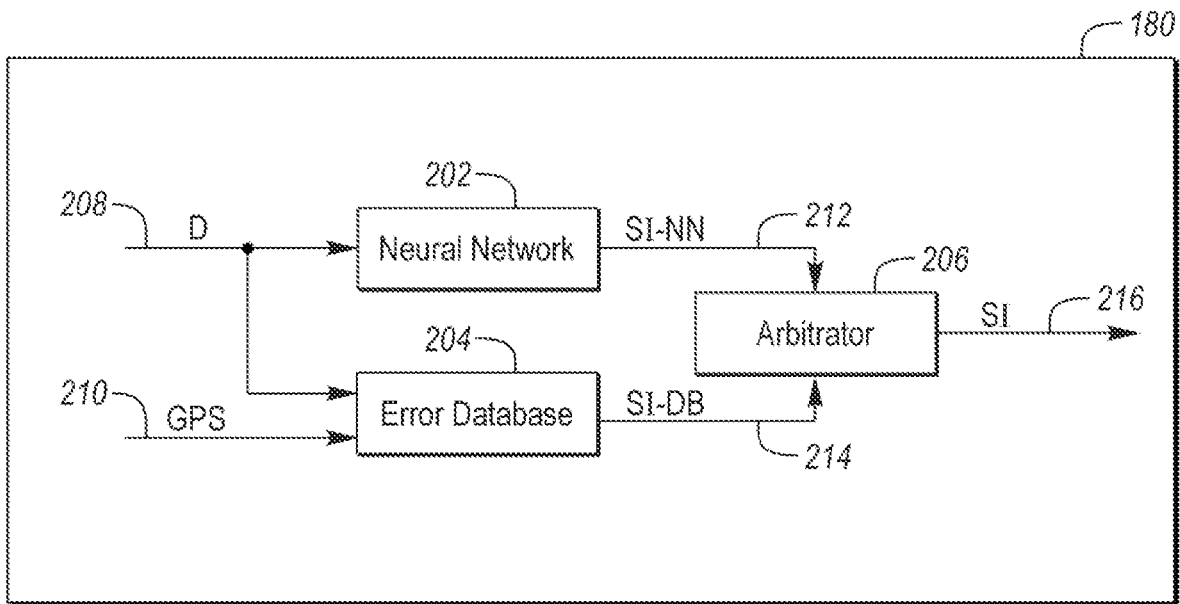 180
202
208
D
Neural Network
SI-NN
212
206
Arbitrator
SI
216
204
210
GPS
Error Database
SI-DB
214